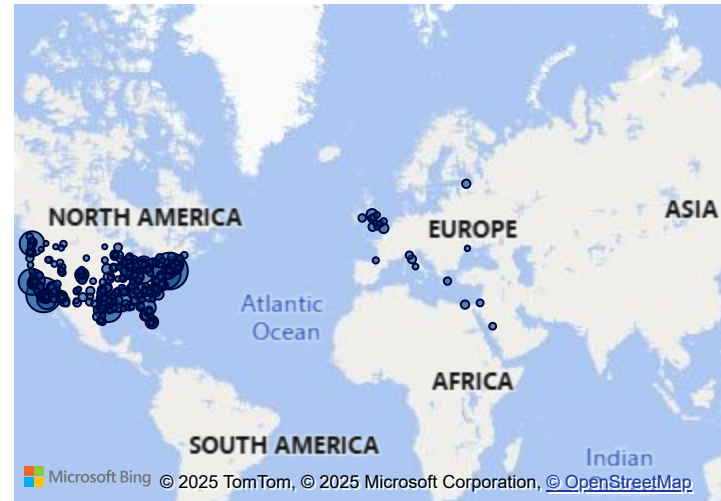 NORTH AMERICA
ASIA
EUROPE
Atlantic
Ocean
AFRICA
SOUTH AMERICA
Indian
Microsoft Bing © 2025 TomTom, © 2025 Microsoft Corporation, © OpenStreetMap